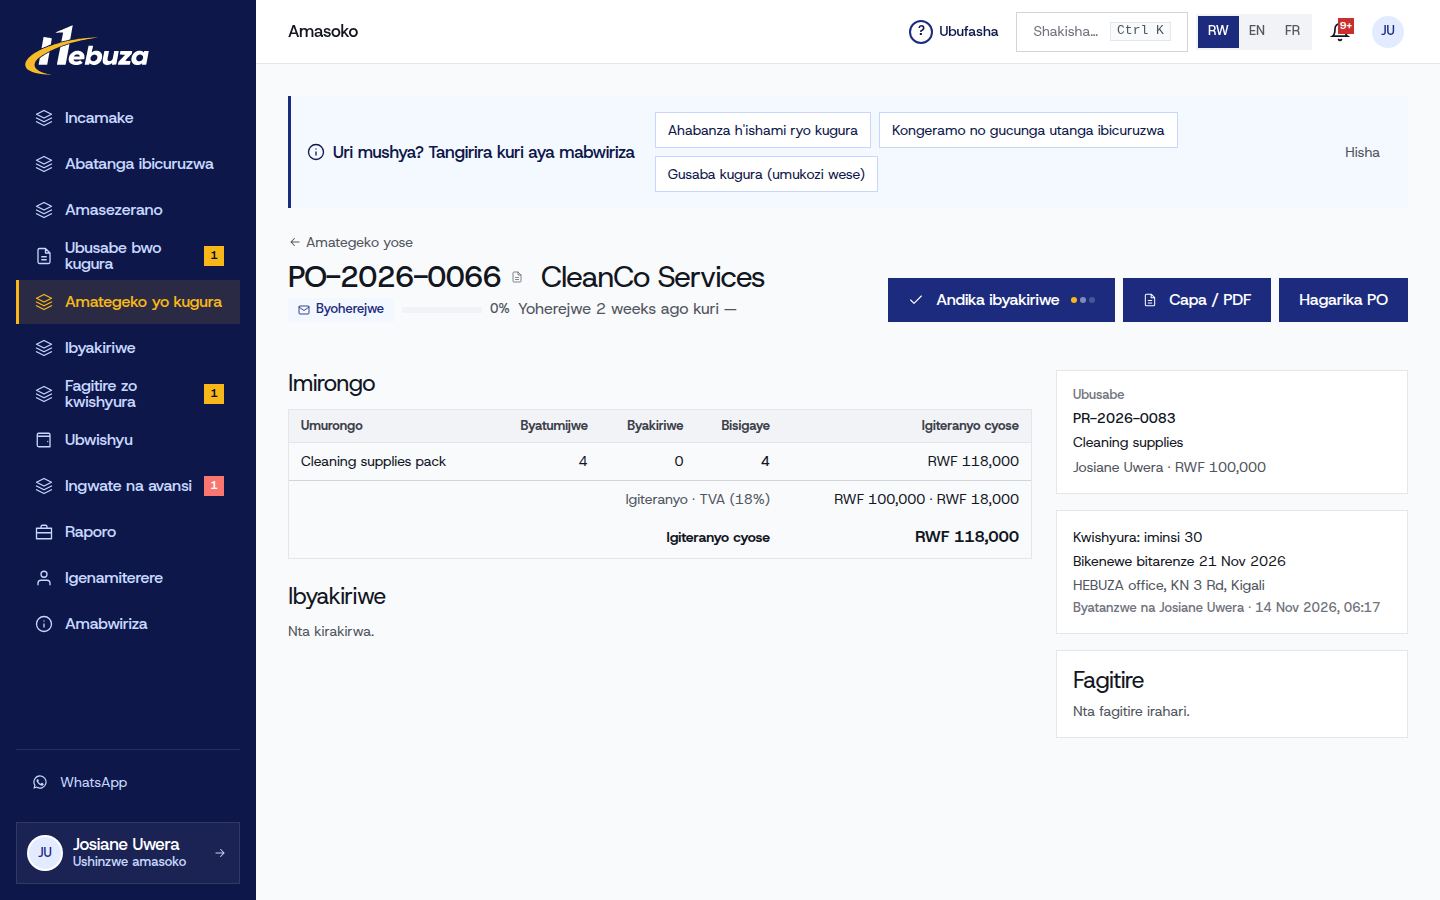 Hebuza
Incamake
Abatanga ibicuruzwa
Amasezerano
Ubusabe bwo
kugura
1
Amategeko yo kugura
Ibyakiriwe
Fagitire zo
kwishyura
1
Ubwishyu
Ingwate na avansi
1
Raporo
Igenamiterere
Amabwiriza
WhatsApp
JU
Josiane Uwera
Ushinzwe amasoko
Amasoko
? Ubufasha
Shakisha... Ctrl K
RW EN FR
9+
JU
Uri mushya? Tangirira kuri aya mabwiriza
Ahabanza h'ishami ryo kugura
Kongeramo no gucunga utanga ibicuruzwa
Gusaba kugura (umukozi wese)
Hisha
← Amategeko yose
PO-2026-0066 CleanCo Services
Byoherejwe 0% Yoherejwe 2 weeks ago kuri —
Andika ibyakiriwe
Capa / PDF
Hagarika PO
Imirongo
Umurongo Byatumijwe Byakiriwe Bisigaye Igiteranyo cyose
Cleaning supplies pack 4 0 4 RWF 118,000
Igiteranyo · TVA (18%) RWF 100,000 · RWF 18,000
Igiteranyo cyose RWF 118,000
Ibyakiriwe
Nta kirakirwa.
Ubusabe
PR-2026-0083
Cleaning supplies
Josiane Uwera · RWF 100,000
Kwishyura: iminsi 30
Bikenewe bitarenze 21 Nov 2026
HEBUZA office, KN 3 Rd, Kigali
Byatanzwe na Josiane Uwera · 14 Nov 2026, 06:17
Fagitire
Nta fagitire irahari.